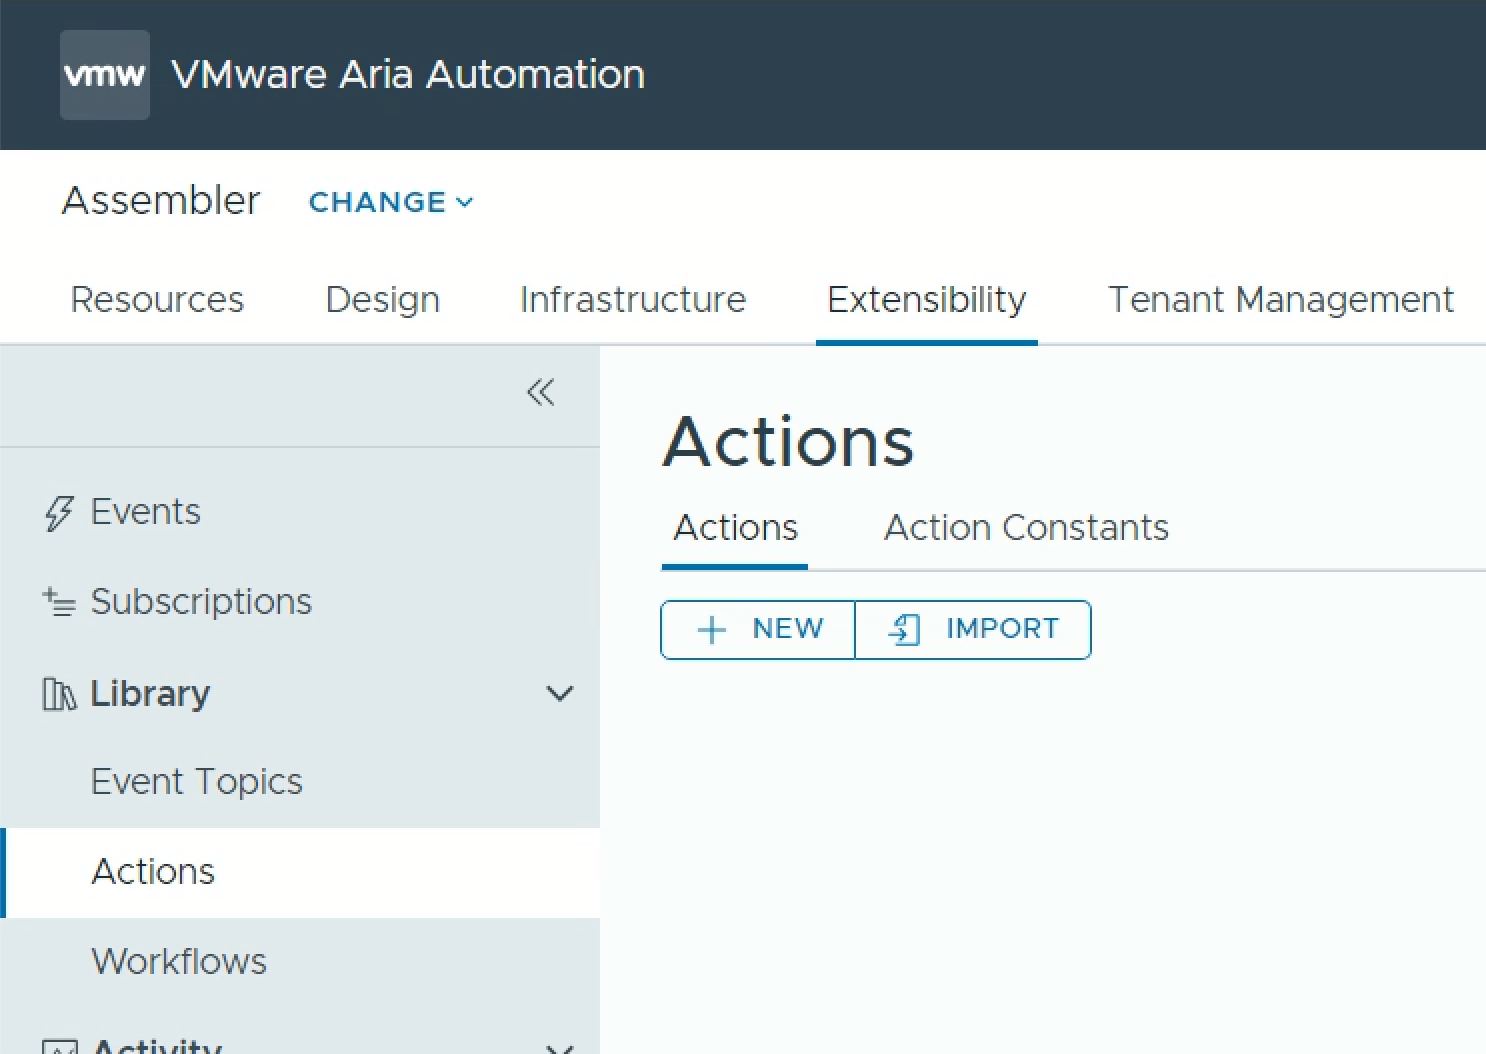 vmw VMware Aria Automation
Assembler CHANGE
Resources Design Infrastructure Extensibility Tenant Management
Actions
Events
Actions Action Constants
Subscriptions
NEW IMPORT
Library
Event Topics
Actions
Workflows
Activity